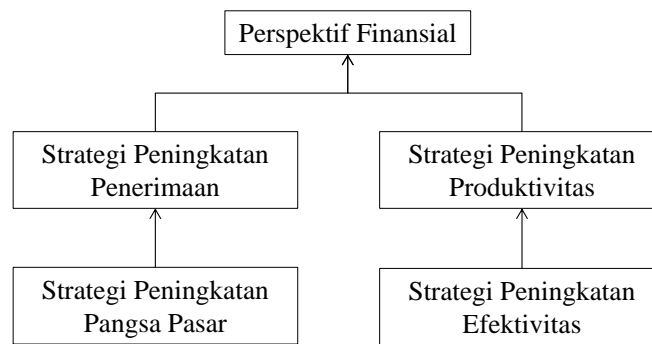 Perspektif Finansial
Strategi Peningkatan
Penerimaan
Strategi Peningkatan
Produktivitas
Strategi Peningkatan
Pangsa Pasar
Strategi Peningkatan
Efektivitas